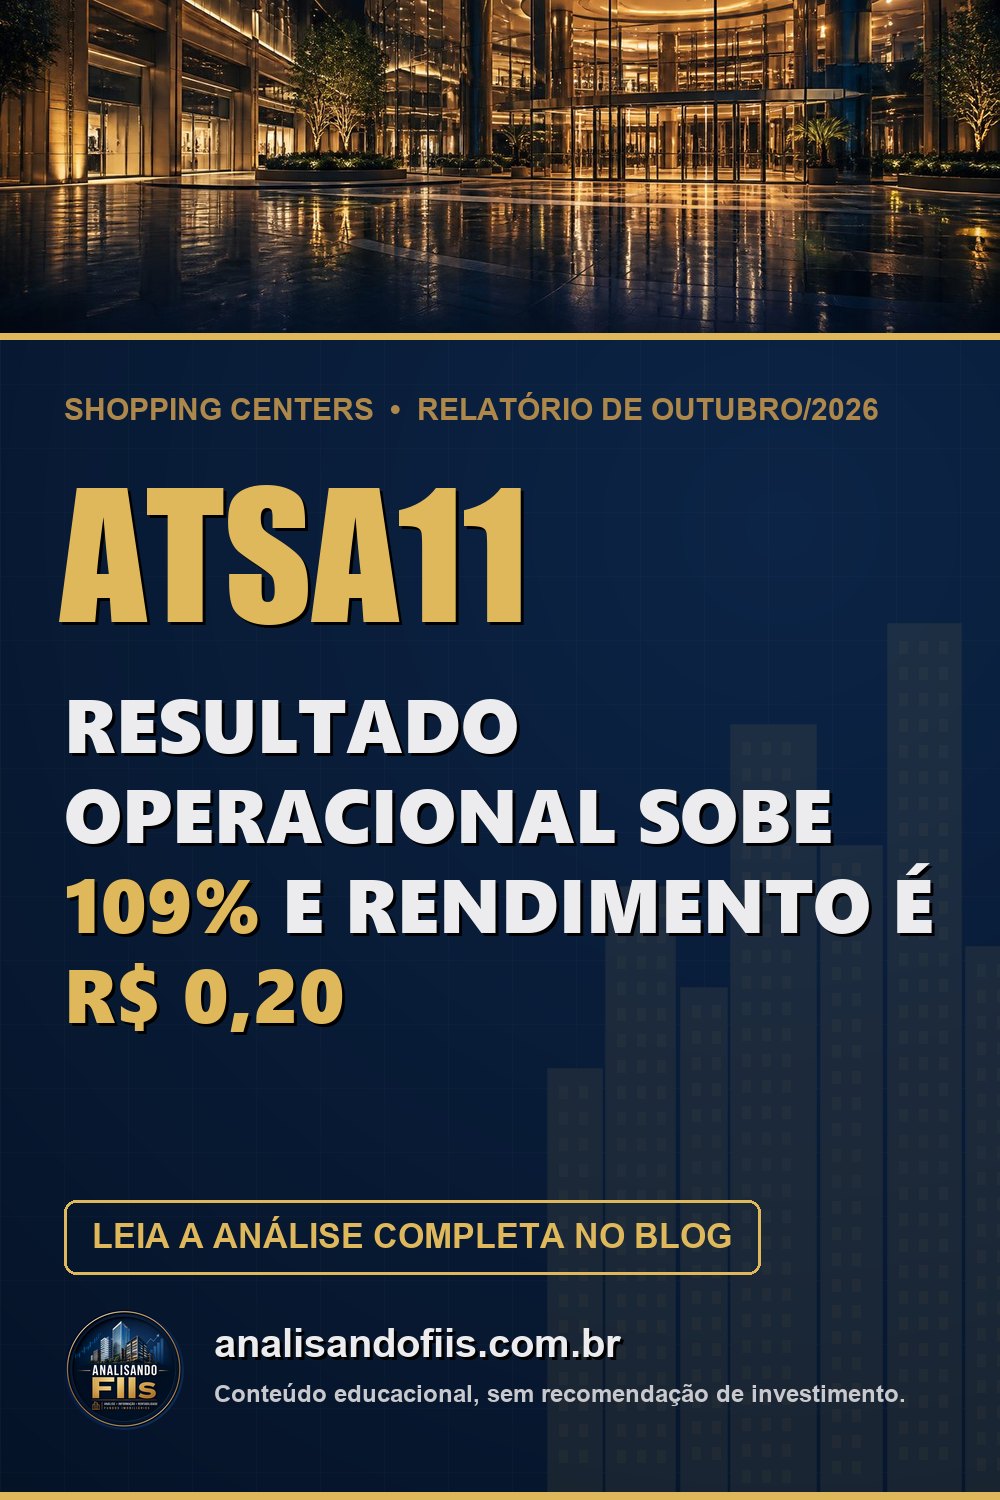 SHOPPING CENTERS • RELATÓRIO DE OUTUBRO/2026
ATSA11
RESULTADO
OPERACIONAL SOBE
109% E RENDIMENTO É
R$ 0,20
LEIA A ANÁLISE COMPLETA NO BLOG
ANALISANDO
FIIs
analisandofiis.com.br
Conteúdo educacional, sem recomendação de investimento.